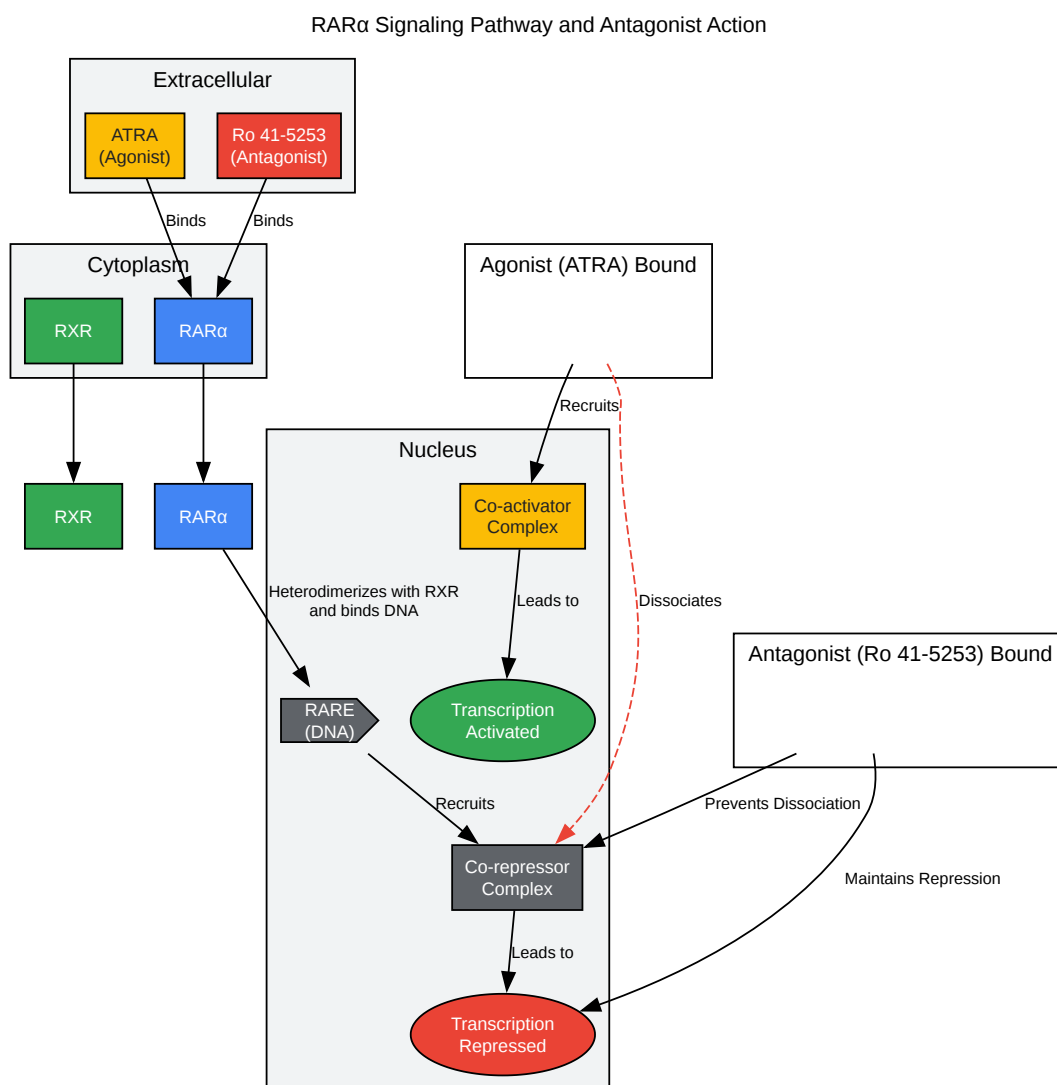 RARα Signaling Pathway and Antagonist Action
Extracellular
ATRA
(Agonist)
Ro 41-5253
(Antagonist)
Binds
Binds
Cytoplasm
RXR
RARα
Agonist (ATRA) Bound
Recruits
Nucleus
RXR
RARα
Co-activator
Complex
Heterodimerizes with RXR
and binds DNA
Leads to
Dissociates
Antagonist (Ro 41-5253) Bound
RARE
(DNA)
Transcription
Activated
Recruits
Prevents Dissociation
Co-repressor
Complex
Maintains Repression
Leads to
Transcription
Repressed